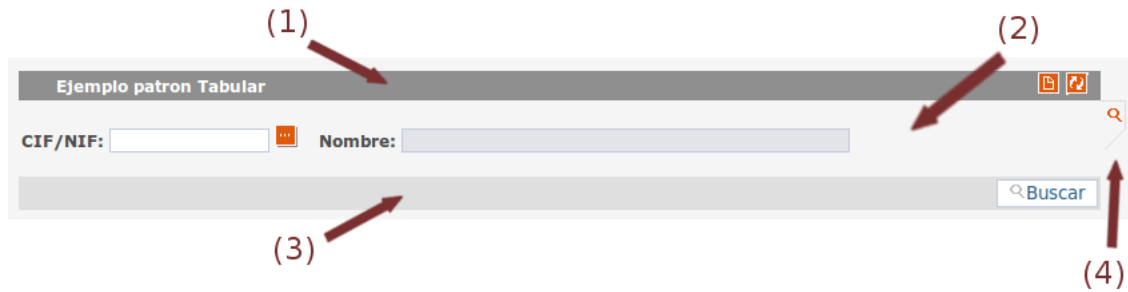 (1)
(2)
Ejemplo patron Tabular
CIF/NIF: ... Nombre:
Buscar
(3)
(4)